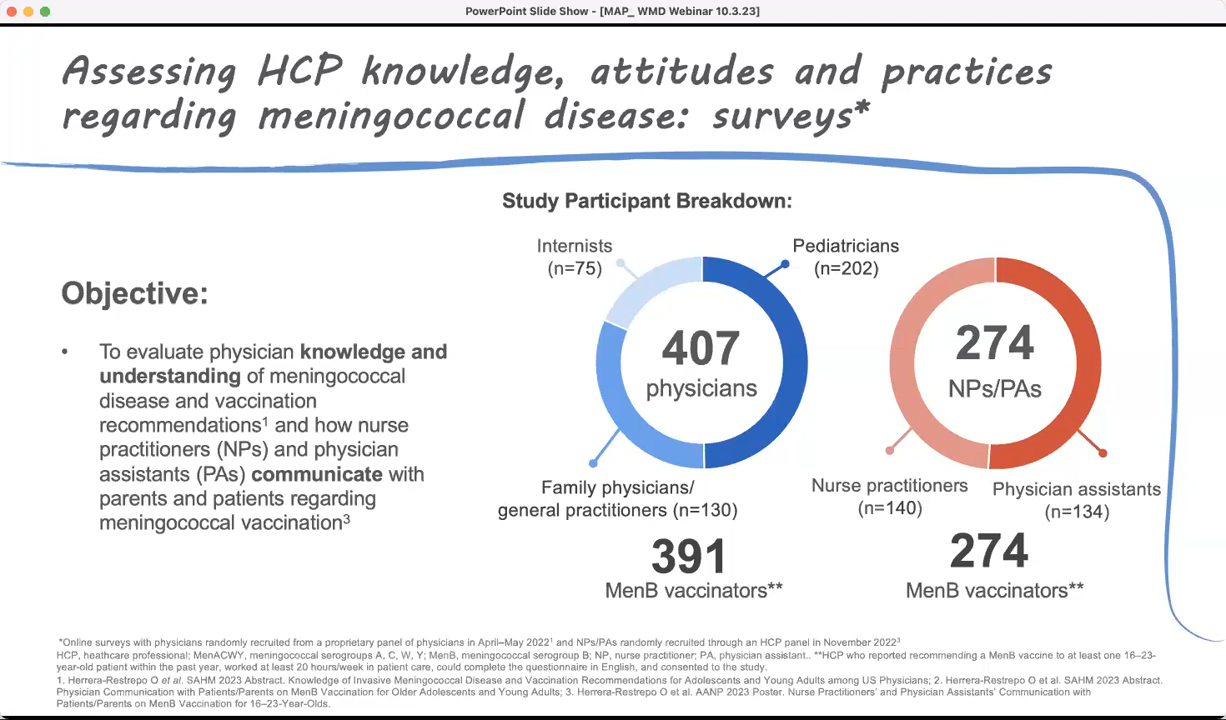 PowerPoint Slide Show - [MAP_ WMD Webinar 10.3.23]
Assessing HCP knowledge, attitudes and practices
regarding meningococcal disease: surveys*
Study Participant Breakdown:
Internists
(n=75)
Pediatricians
(n=202)
407
physicians
274
NPs/PAs
Objective:
• To evaluate physician knowledge and
understanding of meningococcal
disease and vaccination
recommendations¹ and how nurse
practitioners (NPs) and physician
assistants (PAs) communicate with
parents and patients regarding
meningococcal vaccination³
Family physicians/
general practitioners (n=130)
Nurse practitioners
(n=140)
Physician assistants
(n=134)
391
MenB vaccinators**
274
MenB vaccinators**
*Online surveys with physicians randomly recruited from a proprietary panel of physicians in April–May 2022¹ and NPs/PAs randomly recruited through an HCP panel in November 2022³
HCP, heathcare professional; MenACWY, meningococcal serogroups A, C, W, Y; MenB, meningococcal serogroup B; NP, nurse practitioner; PA, physician assistant.. **HCP who reported recommending a MenB vaccine to at least one 16–23-
year-old patient within the past year, worked at least 20 hours/week in patient care, could complete the questionnaire in English, and consented to the study.
1. Herrera-Restrepo O et al. SAHM 2023 Abstract. Knowledge of Invasive Meningococcal Disease and Vaccination Recommendations for Adolescents and Young Adults among US Physicians; 2. Herrera-Restrepo O et al. SAHM 2023 Abstract.
Physician Communication with Patients/Parents on MenB Vaccination for Older Adolescents and Young Adults; 3. Herrera-Restrepo O et al. AANP 2023 Poster. Nurse Practitioners' and Physician Assistants' Communication with
Patients/Parents on MenB Vaccination for 16–23-Year-Olds.